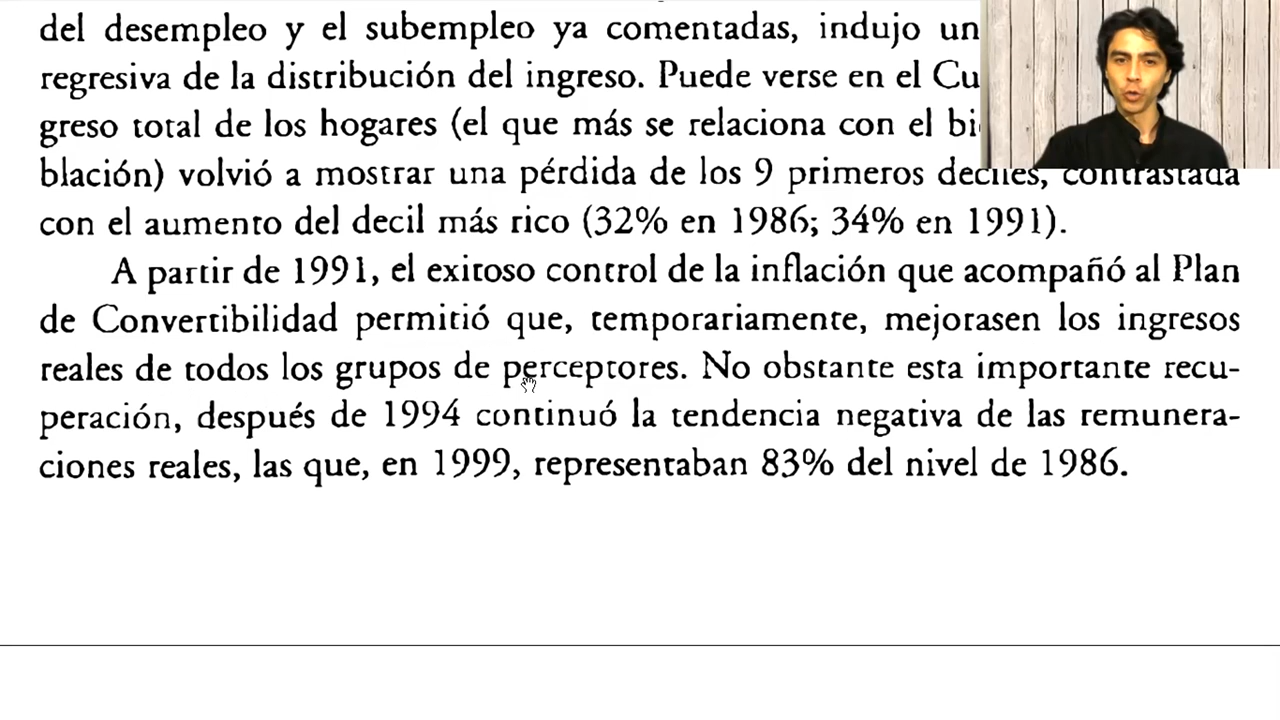 del desempleo y el subempleo ya comentadas, indujo un
regresiva de la distribución del ingreso. Puede verse en el Cu
greso total de los hogares (el que más se relaciona con el bi
blación) volvió a mostrar una pérdida de los 9 primeros deciles, contrastada
con el aumento del decil más rico (32% en 1986; 34% en 1991).
A partir de 1991, el exitoso control de la inflación que acompañó al Plan
de Convertibilidad permitió que, temporariamente, mejorasen los ingresos
reales de todos los grupos de perceptores. No obstante esta importante recu-
peración, después de 1994 continuó la tendencia negativa de las remunera-
ciones reales, las que, en 1999, representaban 83% del nivel de 1986.